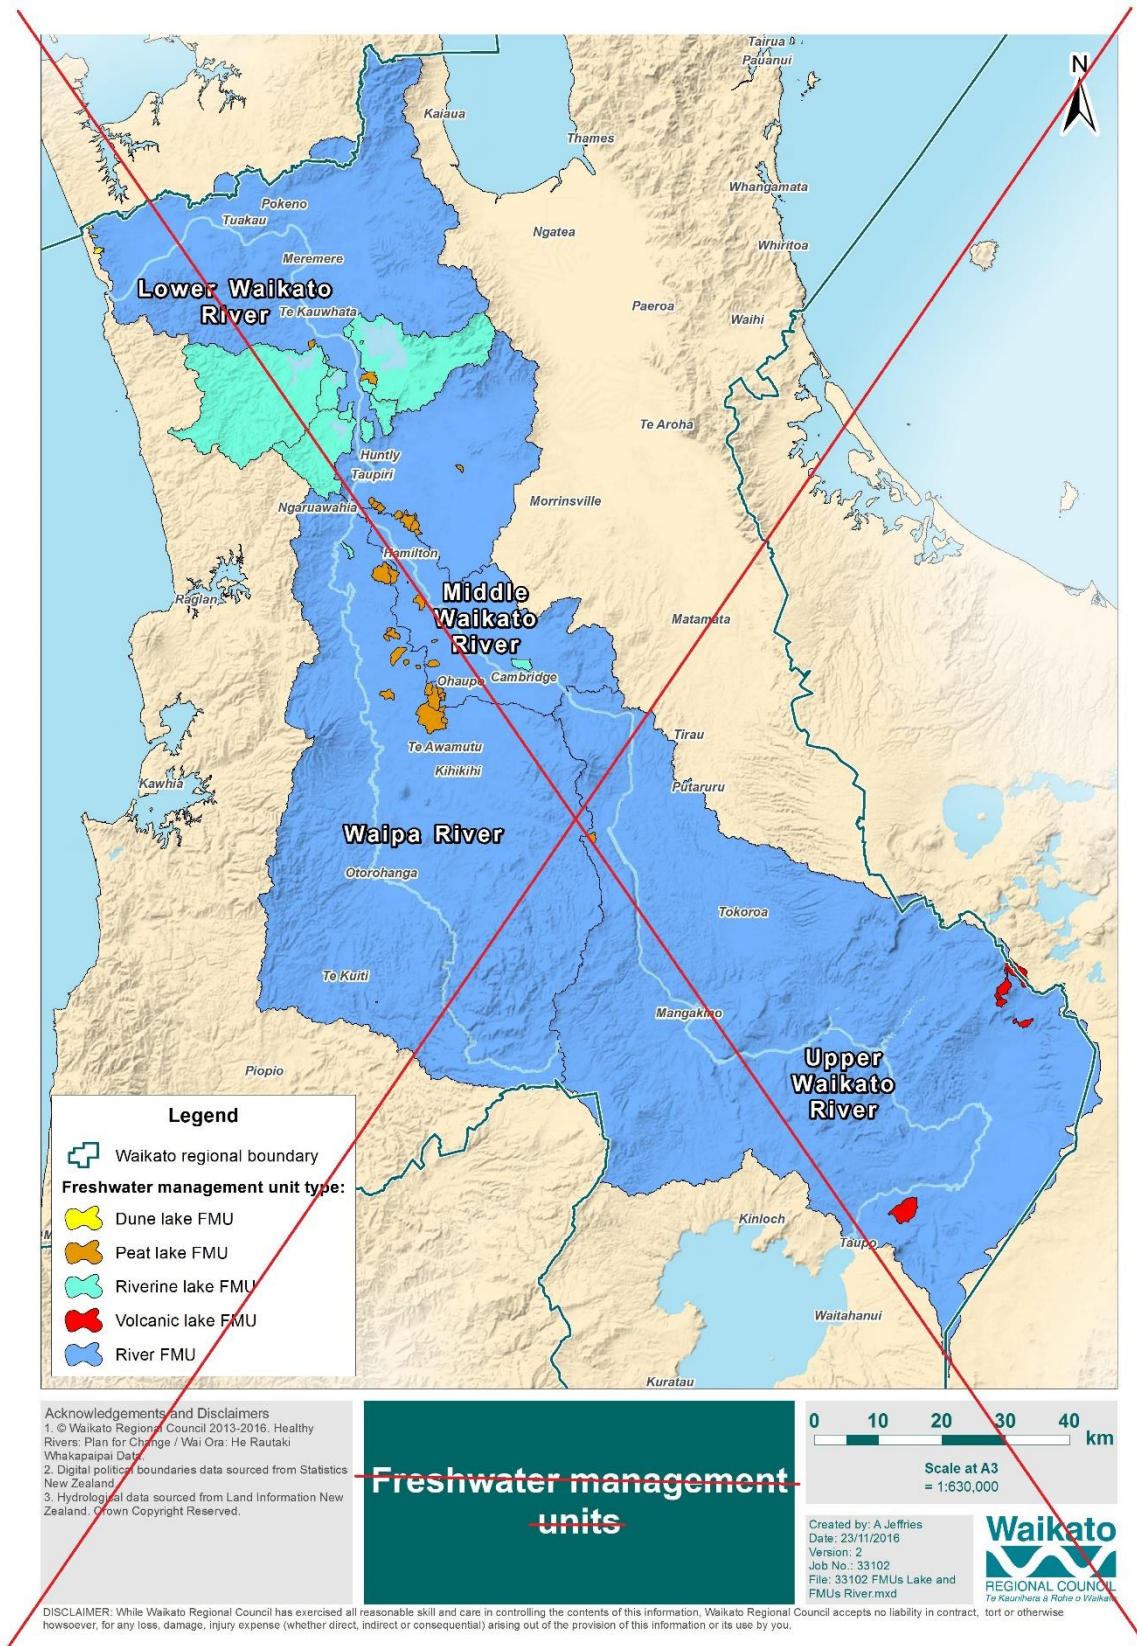 Tairua
Pauanui
N
Kaiaua
Thames
Whangamata
Pokeno
Tuakau
Ngatea
Whiritoa
Meremere
Lower Waikato
River
Te Kauwhata
Paeroa
Waihi
Te Aroha
Huntly
Taupiri
Ngaruawahia
Morrinsville
Hamilton
Middle
Waikato
River
Raglan
Matamata
Ohaupo
Cambridge
Tirau
Te Awamutu
Kihikihi
Kawhia
Putaruru
Waipa River
Otorohanga
Tokoroa
Te Kuiti
Mangakino
Upper
Waikato
River
Piopio
Kinloch
Taupo
Waitahanui
Kuratau
Legend
Waikato regional boundary
Freshwater management unit type:
Dune lake FMU
Peat lake FMU
Riverine lake FMU
Volcanic lake FMU
River FMU
Acknowledgements and Disclaimers
1. © Waikato Regional Council 2013-2016. Healthy
Rivers: Plan for Change / Wai Ora: He Rautaki
Whakapaipai Data.
2. Digital political boundaries data sourced from Statistics
New Zealand.
3. Hydrological data sourced from Land Information New
Zealand. Crown Copyright Reserved.
Freshwater management
units
0 10 20 30 40
km
Scale at A3
= 1:630,000
Created by: A Jeffries
Date: 23/11/2016
Version: 2
Job No.: 33102
File: 33102 FMUs Lake and
FMUs River.mxd
Waikato
REGIONAL COUNCIL
Te Kaunihera ā Rohe o Waikato
DISCLAIMER: While Waikato Regional Council has exercised all reasonable skill and care in controlling the contents of this information, Waikato Regional Council accepts no liability in contract, tort or otherwise
howsoever, for any loss, damage, injury expense (whether direct, indirect or consequential) arising out of the provision of this information or its use by you.